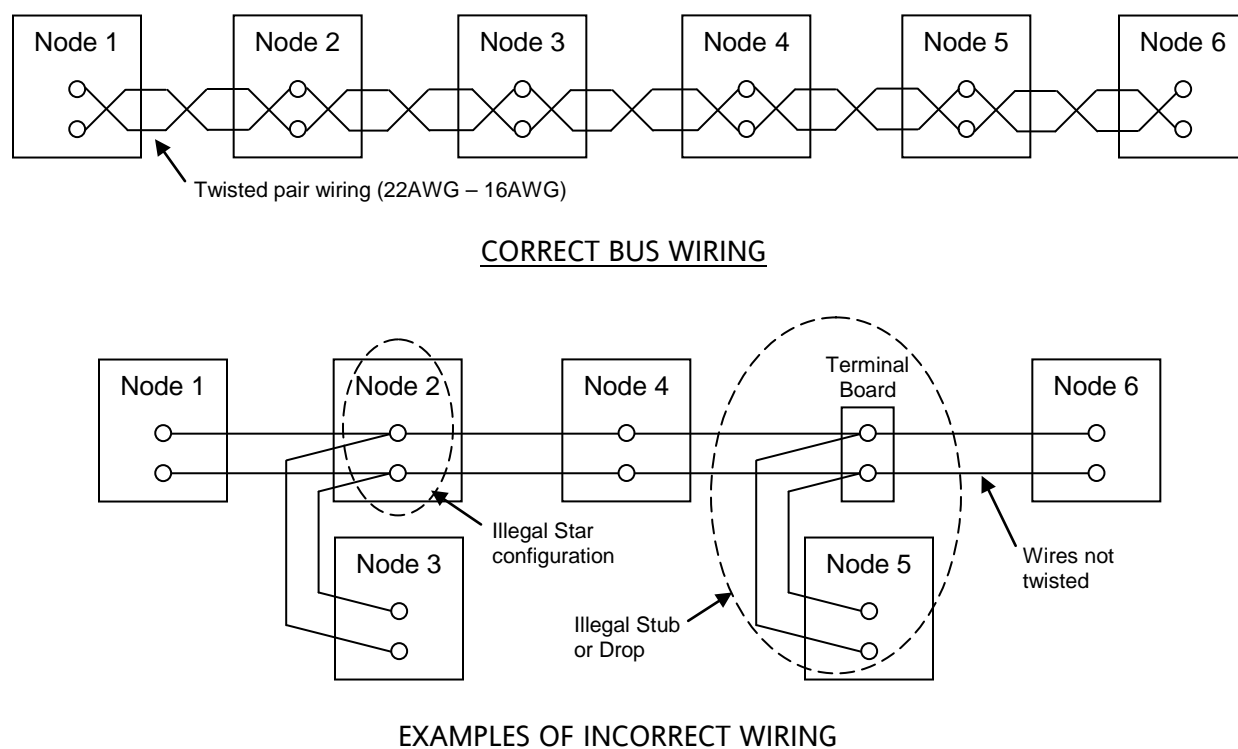 Node 1
Node 2
Node 3
Node 4
Node 5
Node 6
Twisted pair wiring (22AWG – 16AWG)
CORRECT BUS WIRING
Node 1
Node 2
Node 4
Terminal
Board
Node 6
Illegal Star
configuration
Node 3
Node 5
Wires not
twisted
Illegal Stub
or Drop
EXAMPLES OF INCORRECT WIRING